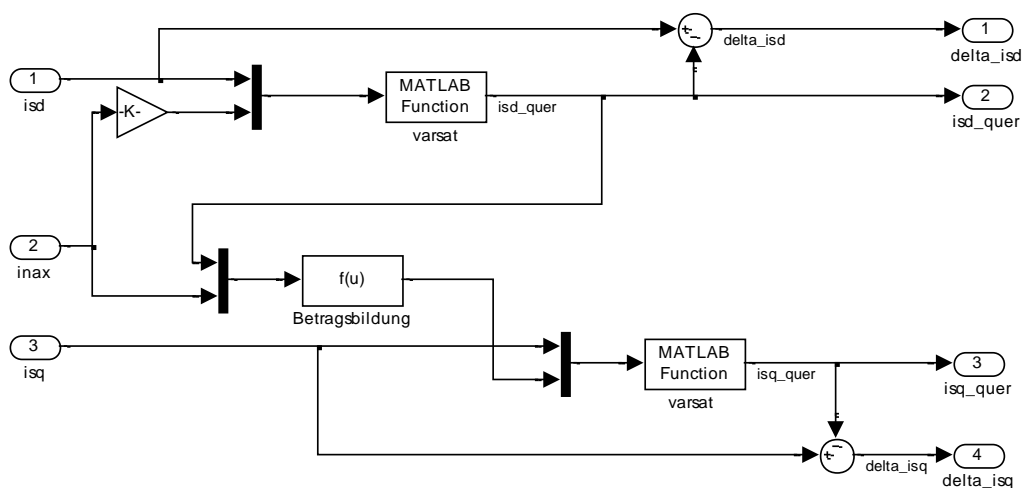 1
isd
-K-
MATLAB
Function
varsat
isd_quer
+
-
delta_isd
1
delta_isd
2
isd_quer
2
inax
f(u)
Betragsbildung
3
isq
MATLAB
Function
varsat
isq_quer
3
isq_quer
-
+
delta_isq
4
delta_isq